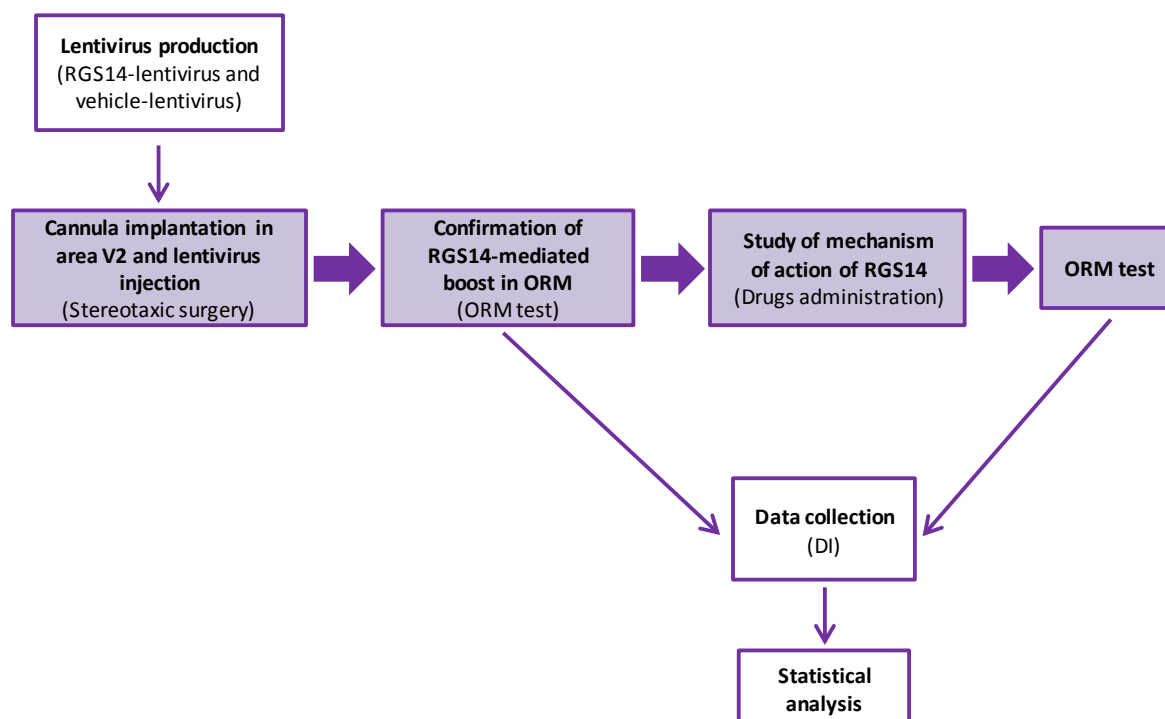 Lentivirus production
(RGS14-lentivirus and
vehicle-lentivirus)
Cannula implantation in
area V2 and lentivirus
injection
(Stereotaxic surgery)
Confirmation of
RGS14-mediated
boost in ORM
(ORM test)
Study of mechanism
of action of RGS14
(Drugs administration)
ORM test
Data collection
(DI)
Statistical
analysis